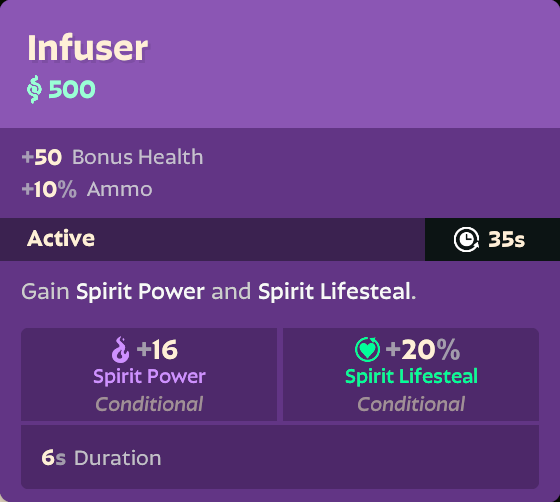 Infuser
500
+50 Bonus Health
+10% Ammo
Active 35s
Gain Spirit Power and Spirit Lifesteal.
+16 +20%
Spirit Power Spirit Lifesteal
Conditional Conditional
6s Duration